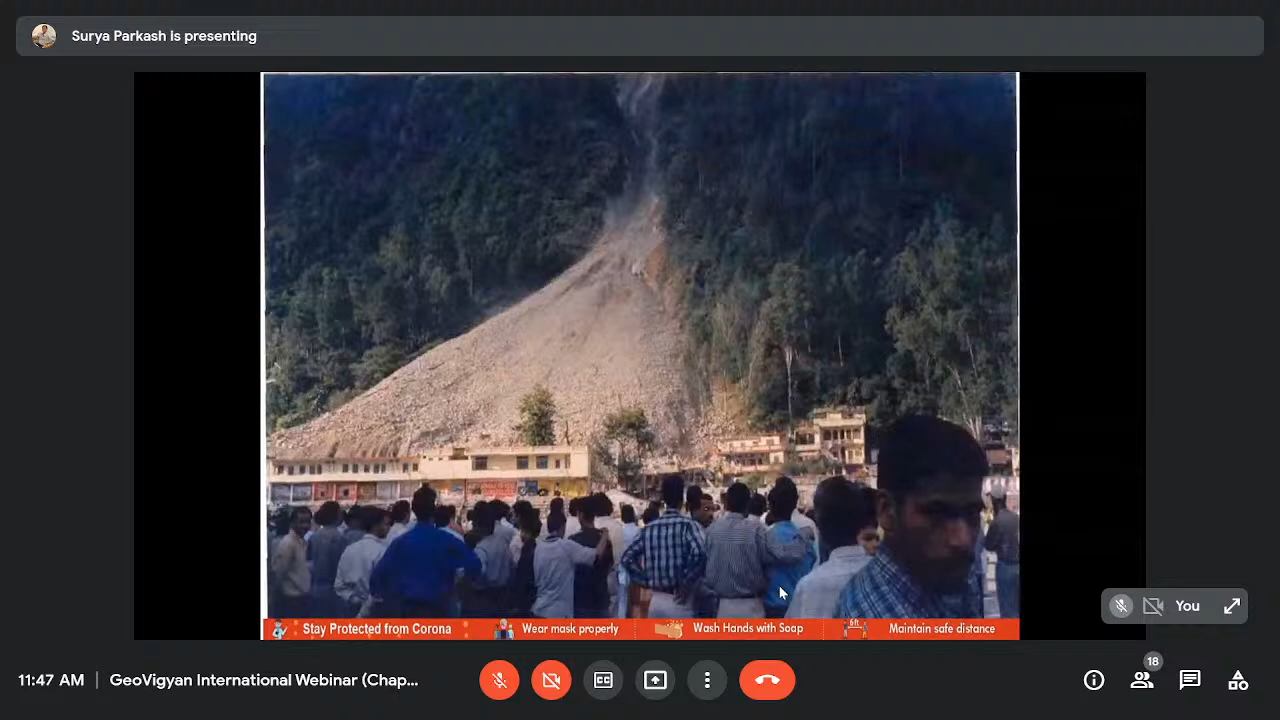 Surya Parkash is presenting
Stay Protected from Corona
Wear mask properly
Wash Hands with Soap
6ft
Maintain safe distance
You
18
11:47 AM | GeoVigyan International Webinar (Chap...